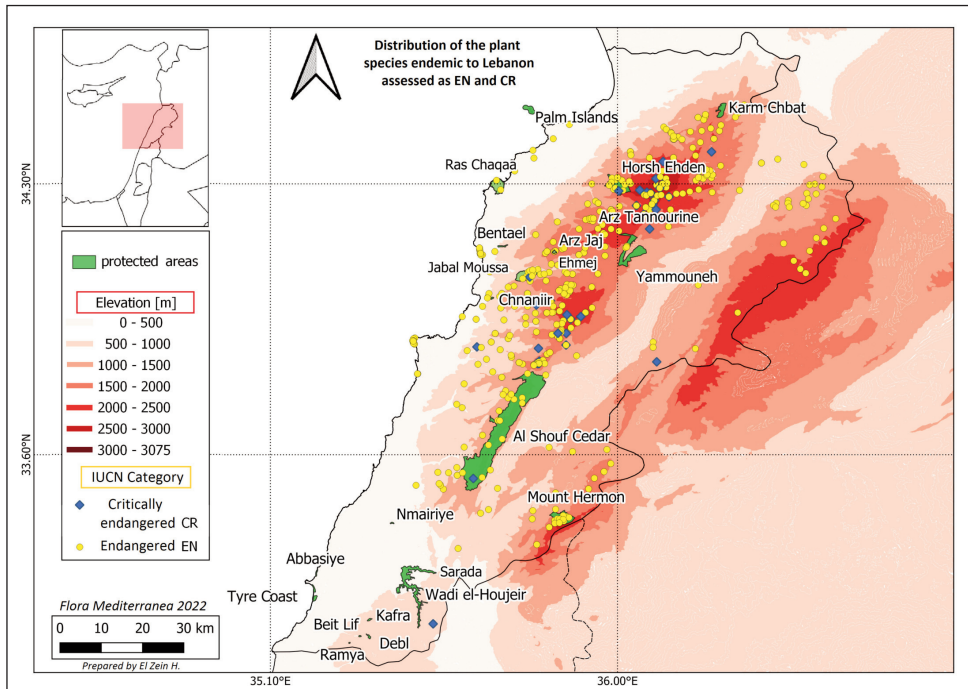 Distribution of the plant
species endemic to Lebanon
assessed as EN and CR
Karm Chbat
Palm Islands
Ras Chaqaa
Horsh Ehden
34.30°N
Arz Tannourine
Bentael
Arz Jaj
Jabal Moussa
Ehmej
Yammouneh
Chnaniir
protected areas
Elevation [m]
0 - 500
500 - 1000
1000 - 1500
1500 - 2000
2000 - 2500
2500 - 3000
3000 - 3075
IUCN Category
Critically
endangered CR
Endangered EN
Al Shouf Cedar
33.60°N
Mount Hermon
Nmairiye
Abbasiye
Sarada
Tyre Coast
Wadi el-Houjeir
Kafra
Beit Lif
Debl
Ramya
Flora Mediterranea 2022
0 10 20 30 km
Prepared by El Zein H.
35.10°E
36.00°E